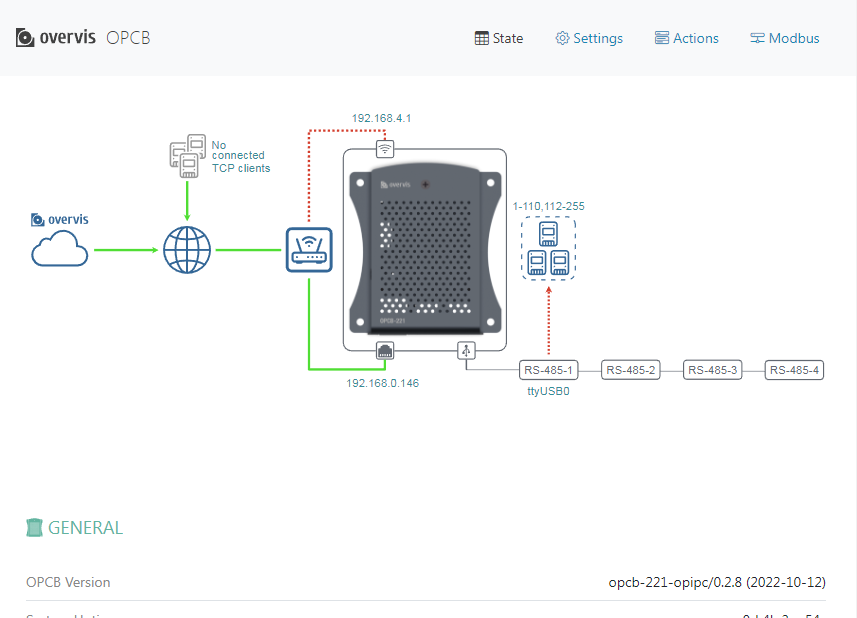 overvis OPCB
State
Settings
Actions
Modbus
192.168.4.1
No
connected
TCP clients
overvis
overvis
1-110,112-255
OPCB-221
192.168.0.146
RS-485-1
RS-485-2
RS-485-3
RS-485-4
ttyUSB0
GENERAL
OPCB Version
opcb-221-opipc/0.2.8 (2022-10-12)